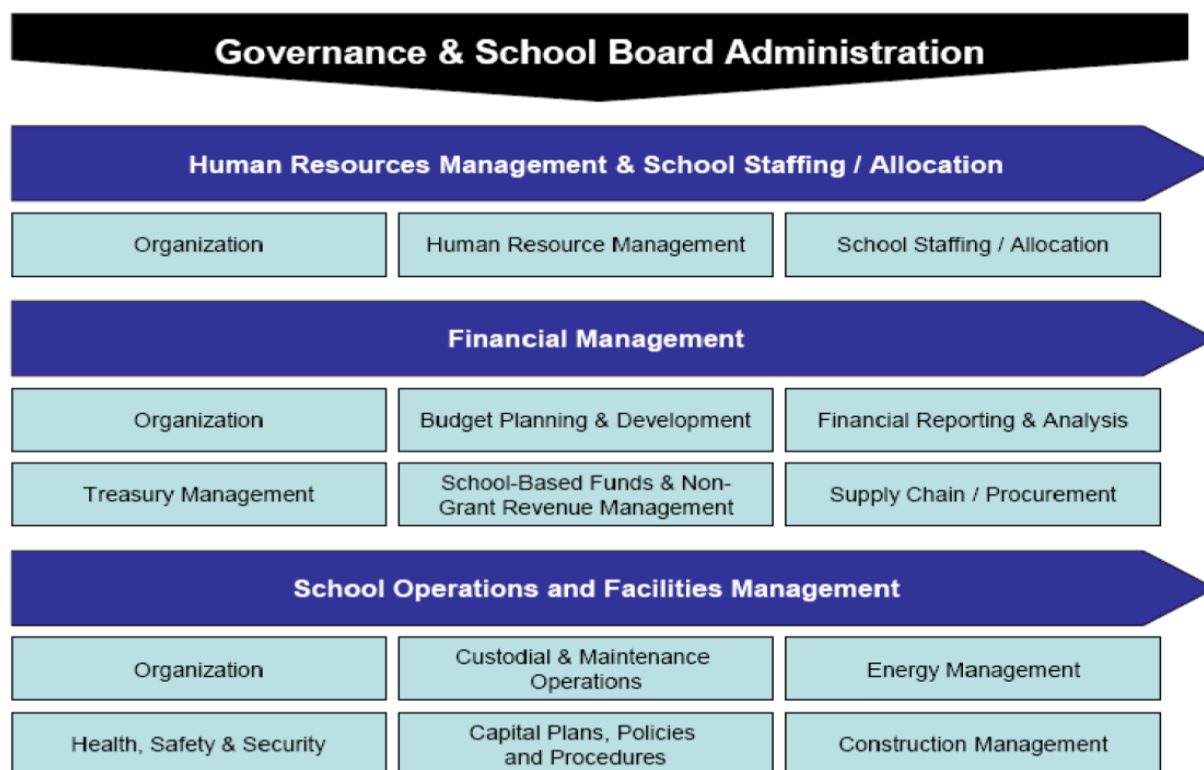 Governance & School Board Administration
Human Resources Management & School Staffing / Allocation
Organization
Human Resource Management
School Staffing / Allocation
Financial Management
Organization
Budget Planning & Development
Financial Reporting & Analysis
Treasury Management
School-Based Funds & Non-
Grant Revenue Management
Supply Chain / Procurement
School Operations and Facilities Management
Organization
Custodial & Maintenance
Operations
Energy Management
Health, Safety & Security
Capital Plans, Policies
and Procedures
Construction Management